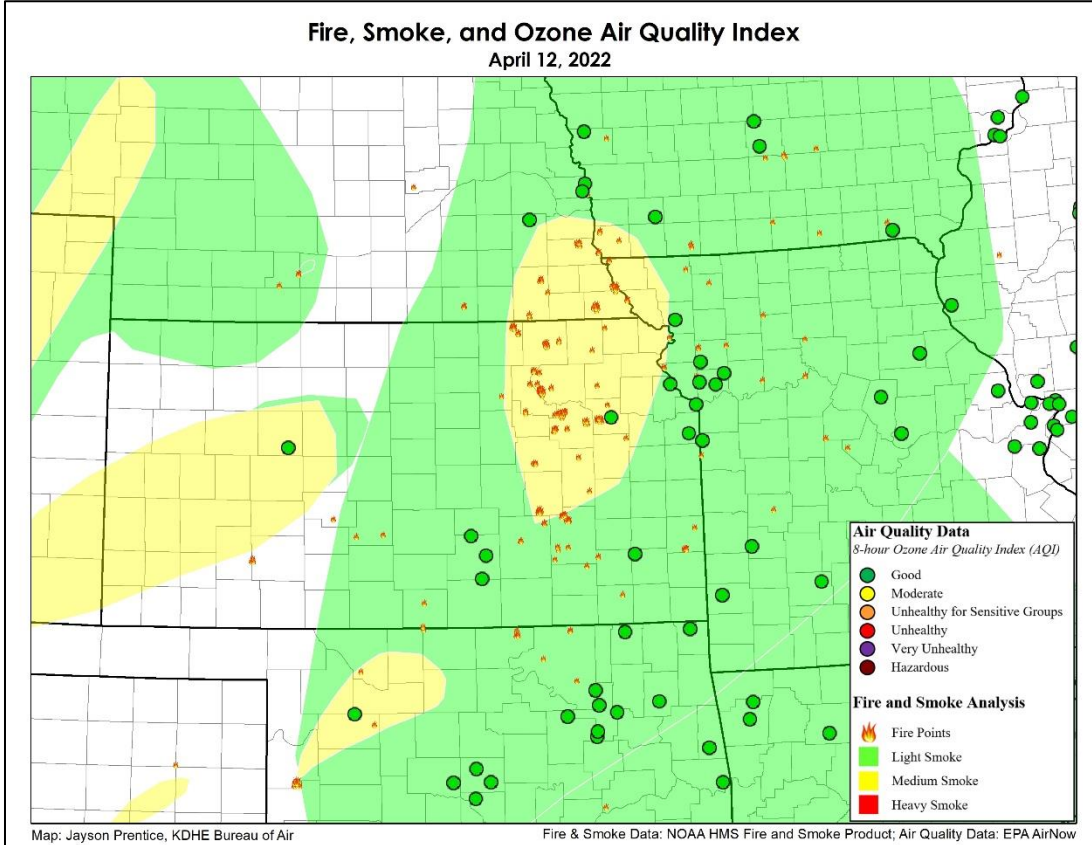 Fire, Smoke, and Ozone Air Quality Index
April 12, 2022
Air Quality Data
8-hour Ozone Air Quality Index (AQI)
Good
Moderate
Unhealthy for Sensitive Groups
Unhealthy
Very Unhealthy
Hazardous
Fire and Smoke Analysis
Fire Points
Light Smoke
Medium Smoke
Heavy Smoke
Map: Jayson Prentice, KDHE Bureau of Air
Fire & Smoke Data: NOAA HMS Fire and Smoke Product; Air Quality Data: EPA AirNow